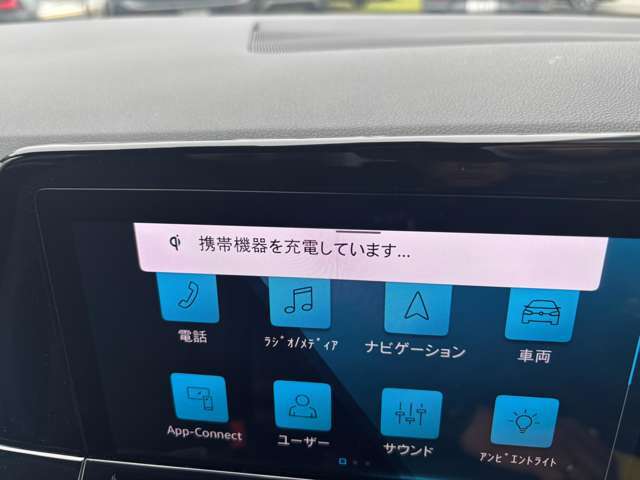 qi 携帯機器を充電しています...
電話 ﾗｼﾞｵ/ﾒﾃﾞｨｱ ナビゲーション 車両
App-Connect ユーザー サウンド ｱﾝﾋﾞｴﾝﾄﾗｲﾄ